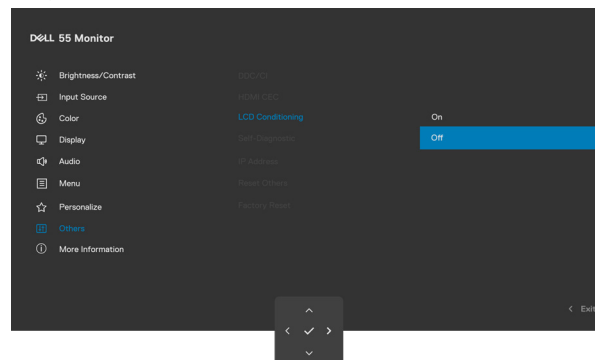 DELL 55 Monitor
Brightness/Contrast
Input Source
Color
Display
Audio
Menu
Personalize
Others
More Information
DDC/CI
HDMI CEC
LCD Conditioning
Self-Diagnostic
IP Address
Reset Others
Factory Reset
On
Off
Exit